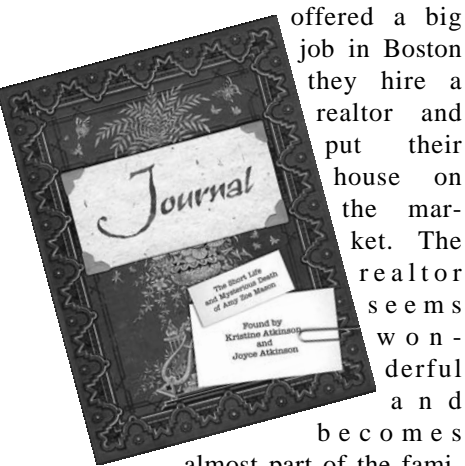 offered a big
job in Boston
they hire a
realtor and
put their
house on
the mar-
ket. The
realtor
seems
won-
derful
and
becomes
almost part of the fami-
Journal
The Short Life
and Mysterious Death
of Amy Zoe Mason
Found by
Kristine Atkinson
and
Joyce Atkinson